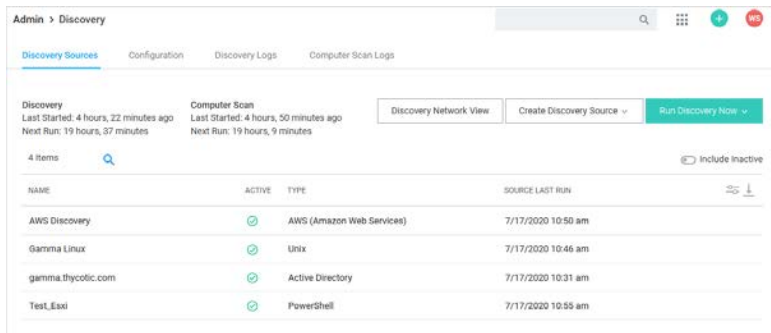 Admin > Discovery
WS
Discovery Sources Configuration Discovery Logs Computer Scan Logs
Discovery Computer Scan
Last Started: 4 hours, 22 minutes ago Last Started: 4 hours, 50 minutes ago
Next Run: 19 hours, 37 minutes Next Run: 19 hours, 9 minutes
Discovery Network View Create Discovery Source Run Discovery Now
4 Items Include Inactive
NAME ACTIVE TYPE SOURCE LAST RUN
AWS Discovery AWS (Amazon Web Services) 7/17/2020 10:50 am
Gamma Linux Unix 7/17/2020 10:46 am
gamma.thycotic.com Active Directory 7/17/2020 10:31 am
Test_Esxi PowerShell 7/17/2020 10:55 am